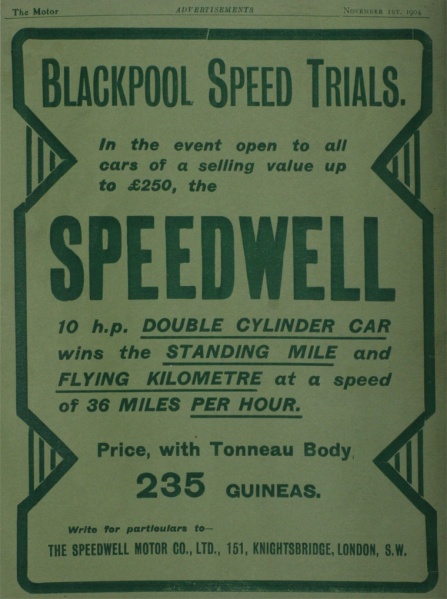 The Motor ADVERTISEMENTS NOVEMBER 1ST, 1904
BLACKPOOL SPEED TRIALS.
In the event open to all
cars of a selling value up
to £250, the
SPEEDWELL
10 h.p. DOUBLE CYLINDER CAR
wins the STANDING MILE and
FLYING KILOMETRE at a speed
of 36 MILES PER HOUR.
Price, with Tonneau Body,
235 GUINEAS.
Write for particulars to—
THE SPEEDWELL MOTOR CO., LTD., 151, KNIGHTSBRIDGE, LONDON, S.W.